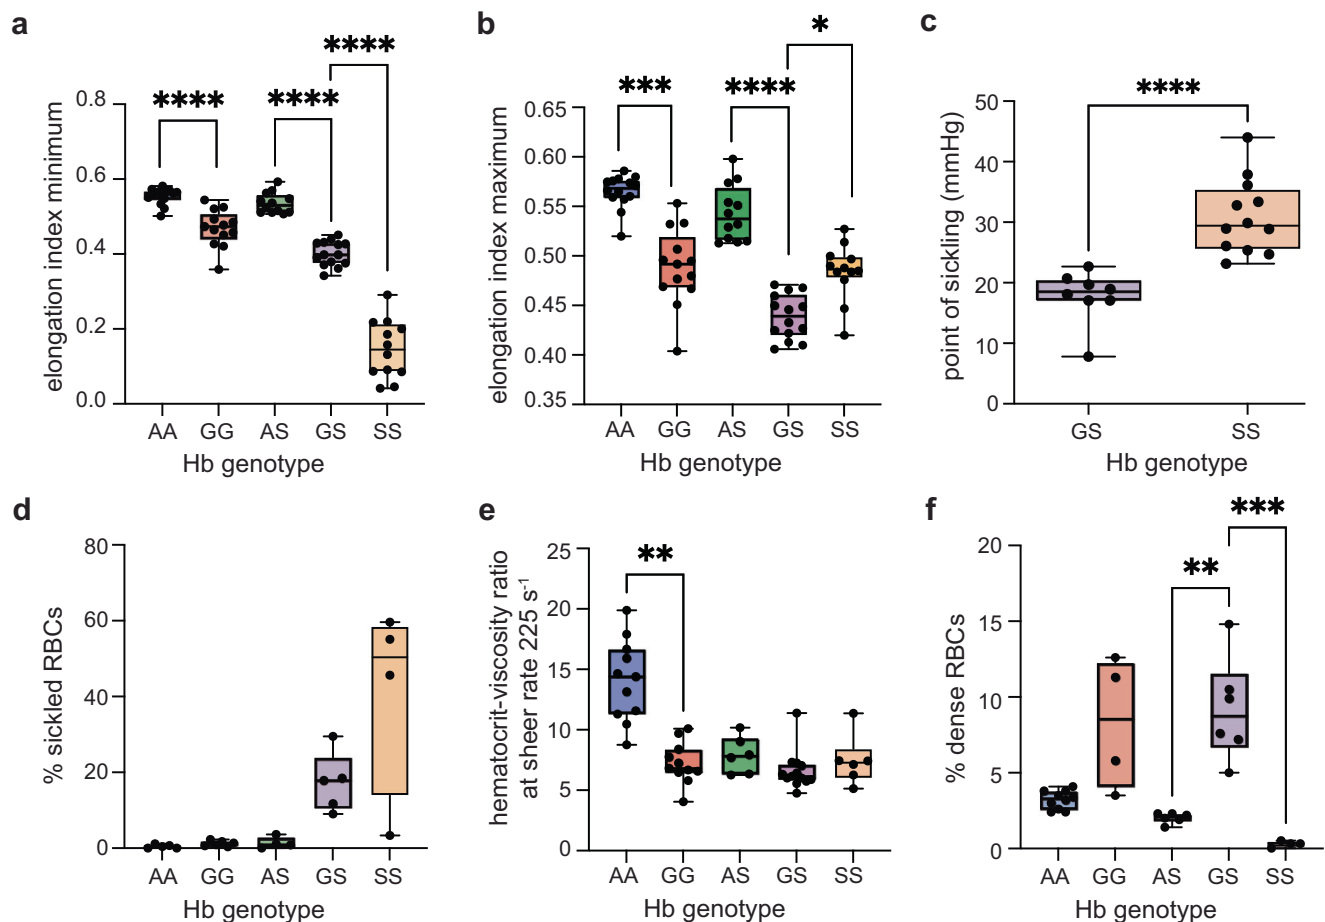 a
****
****
****
elongation index minimum
0.8
0.6
0.4
0.2
0.0
AA GG AS GS SS
Hb genotype
b
*
***
****
elongation index maximum
0.65
0.60
0.55
0.50
0.45
0.40
0.35
AA GG AS GS SS
Hb genotype
c
****
point of sickling (mmHg)
50
40
30
20
10
0
GS SS
Hb genotype
d
% sickled RBCs
80
60
40
20
0
AA GG AS GS SS
Hb genotype
e
**
hematocrit-viscosity ratio
at sheer rate 225 s⁻¹
25
20
15
10
5
0
AA GG AS GS SS
Hb genotype
f
***
**
% dense RBCs
20
15
10
5
0
AA GG AS GS SS
Hb genotype